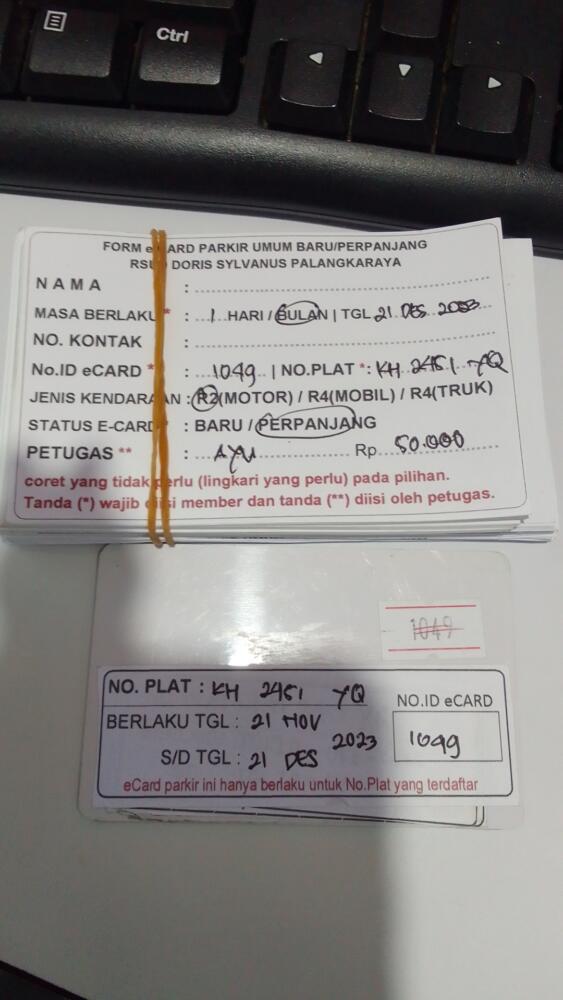 Ctrl
FORM eCARD PARKIR UMUM BARU/PERPANJANG
RSUD DORIS SYLVANUS PALANGKARAYA
NAMA :
MASA BERLAKU * : 1 HARI / BULAN | TGL 21 DES 2023
NO. KONTAK :
No.ID eCARD * : 1049 | NO.PLAT *: KH 2451 YQ
JENIS KENDARAAN : R2(MOTOR) / R4(MOBIL) / R4(TRUK)
STATUS E-CARD * : BARU / PERPANJANG
PETUGAS ** : AYU Rp 50.000
coret yang tidak perlu (lingkari yang perlu) pada pilihan.
Tanda (*) wajib diisi member dan tanda (**) diisi oleh petugas.
1049
NO. PLAT : KH 2451 YQ
NO.ID eCARD
BERLAKU TGL : 21 NOV
2023
1049
S/D TGL : 21 DES
eCard parkir ini hanya berlaku untuk No.Plat yang terdaftar